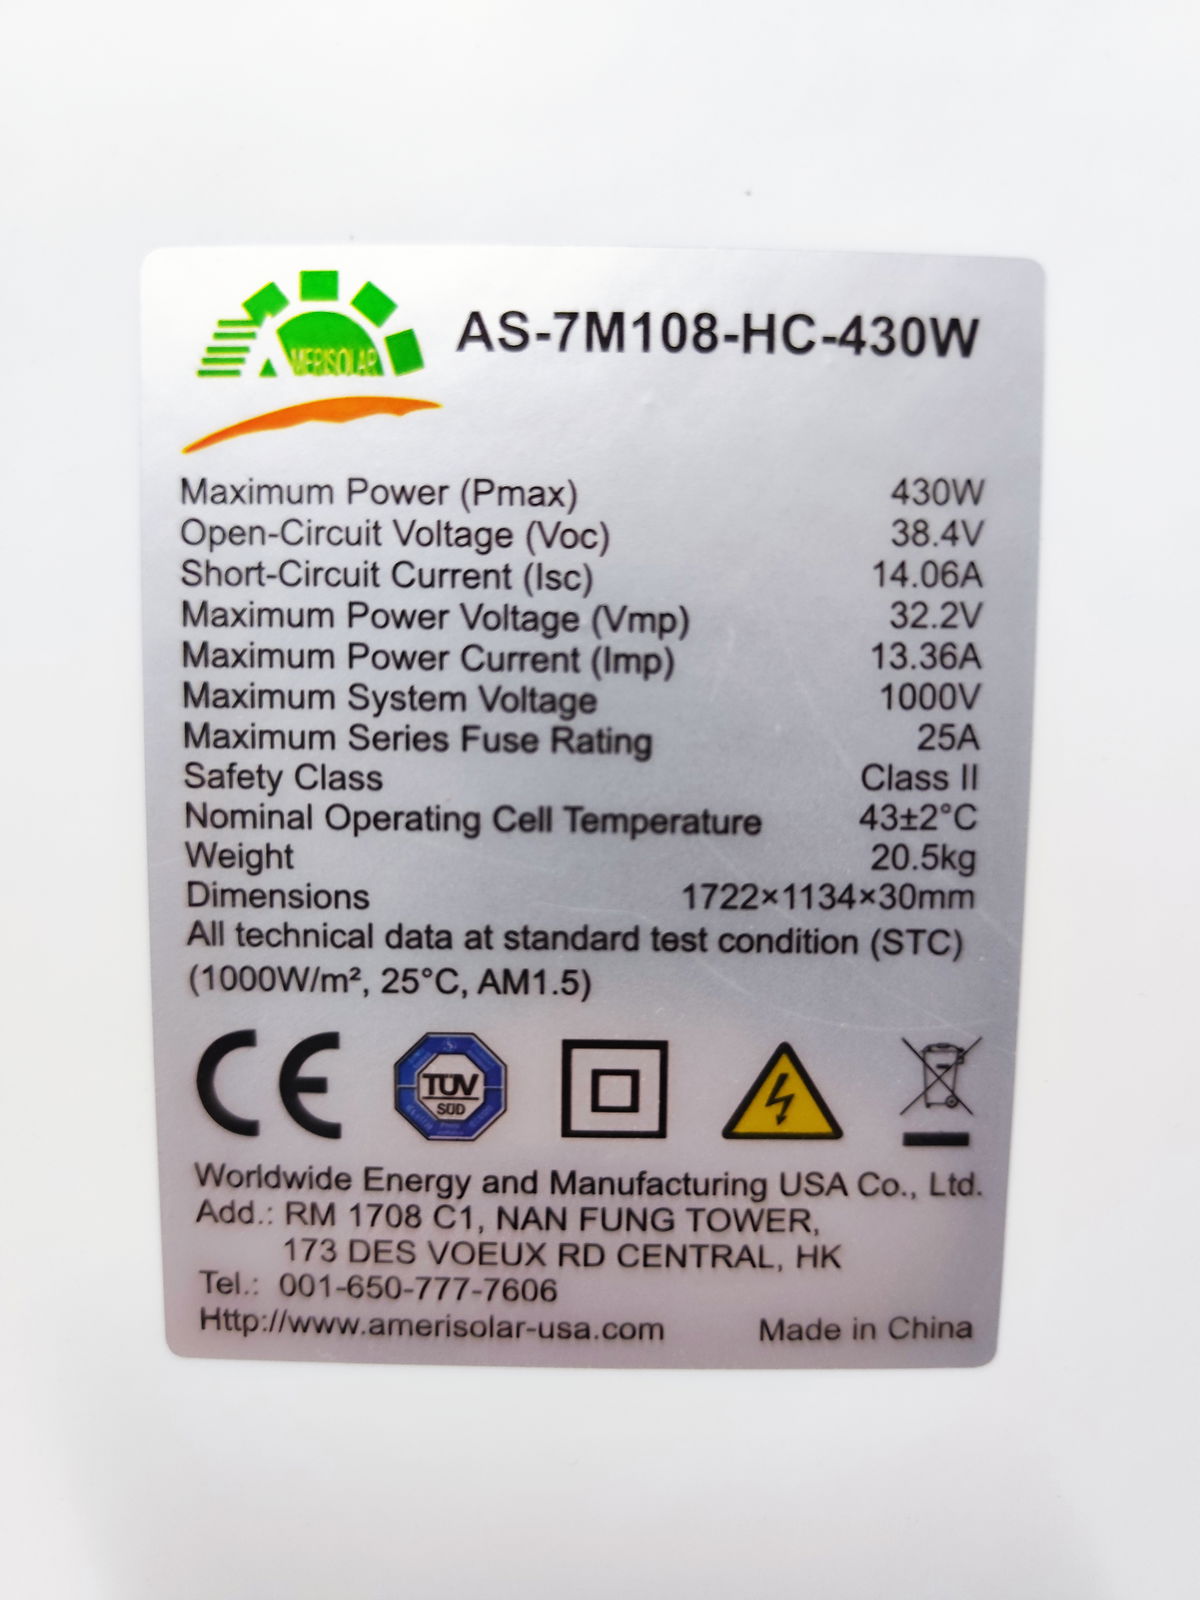 AMERISOLAR
AS-7M108-HC-430W
Maximum Power (Pmax) 430W
Open-Circuit Voltage (Voc) 38.4V
Short-Circuit Current (Isc) 14.06A
Maximum Power Voltage (Vmp) 32.2V
Maximum Power Current (Imp) 13.36A
Maximum System Voltage 1000V
Maximum Series Fuse Rating 25A
Safety Class Class II
Nominal Operating Cell Temperature 43±2°C
Weight 20.5kg
Dimensions 1722×1134×30mm
All technical data at standard test condition (STC)
(1000W/m², 25°C, AM1.5)
CE
TÜV
SÜD
Worldwide Energy and Manufacturing USA Co., Ltd.
Add.: RM 1708 C1, NAN FUNG TOWER,
173 DES VOEUX RD CENTRAL, HK
Tel.: 001-650-777-7606
Http://www.amerisolar-usa.com Made in China